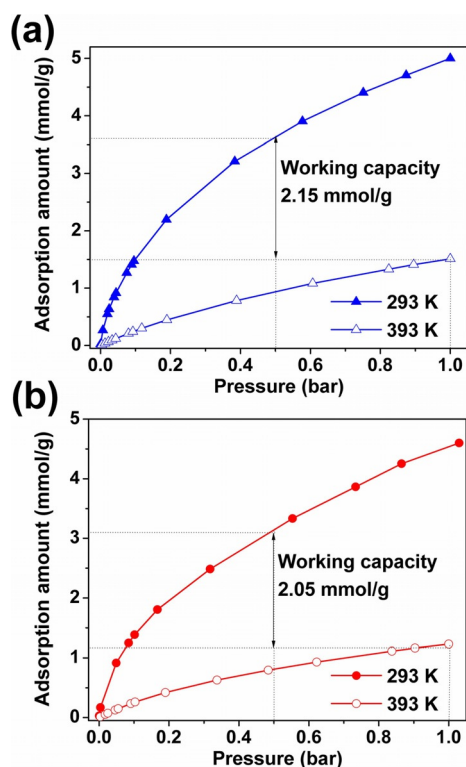 (a)
Adsorption amount (mmol/g)
5
4
3
2
1
0
Working capacity
2.15 mmol/g
293 K
393 K
0.0 0.2 0.4 0.6 0.8 1.0
Pressure (bar)
(b)
Adsorption amount (mmol/g)
5
4
3
2
1
0
Working capacity
2.05 mmol/g
293 K
393 K
0.0 0.2 0.4 0.6 0.8 1.0
Pressure (bar)